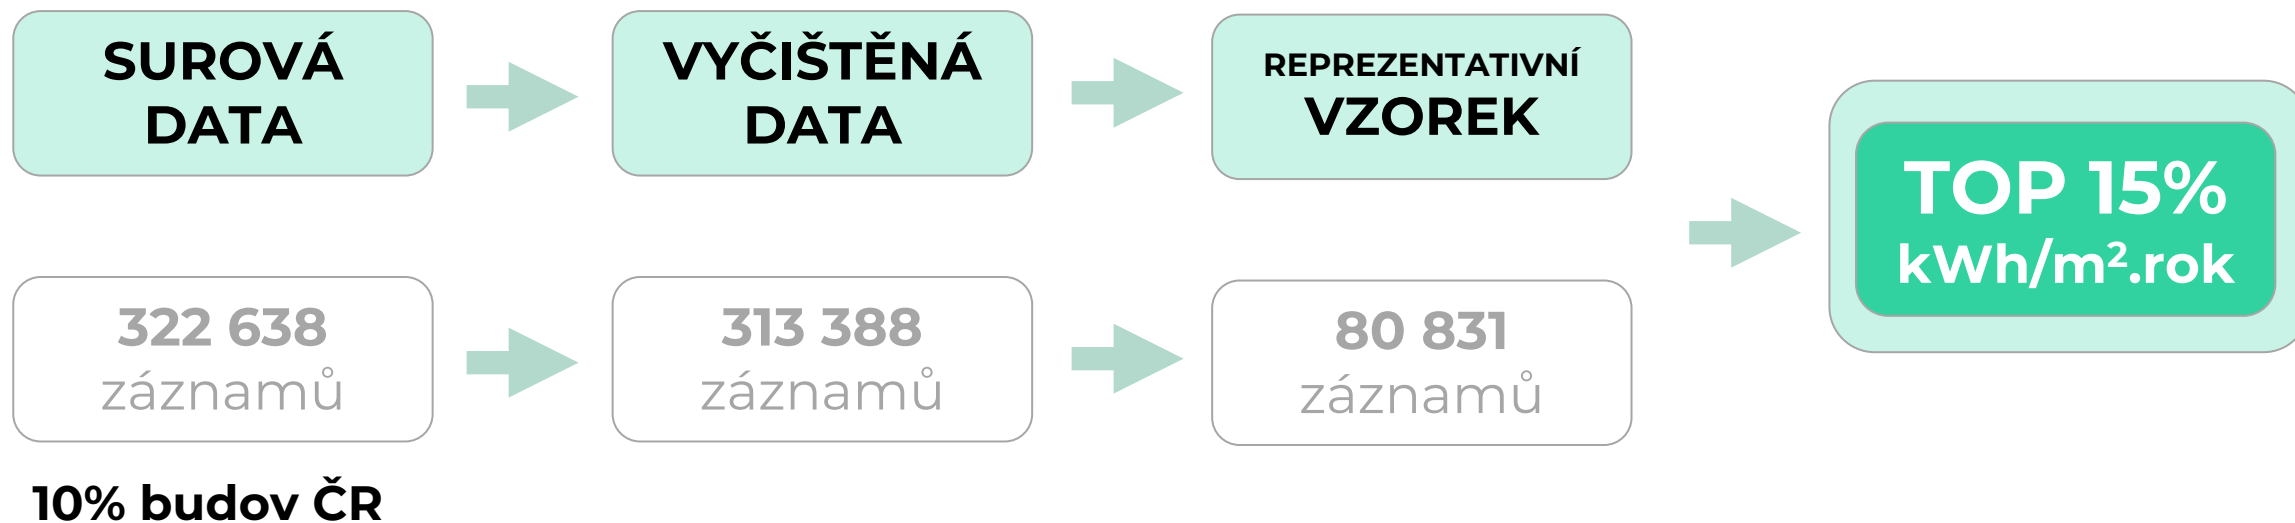 SUROVÁ
DATA
VYČIŠTĚNÁ
DATA
REPREZENTATIVNÍ
VZOREK
TOP 15%
kWh/m².rok
322 638
záznamů
313 388
záznamů
80 831
záznamů
10% budov ČR